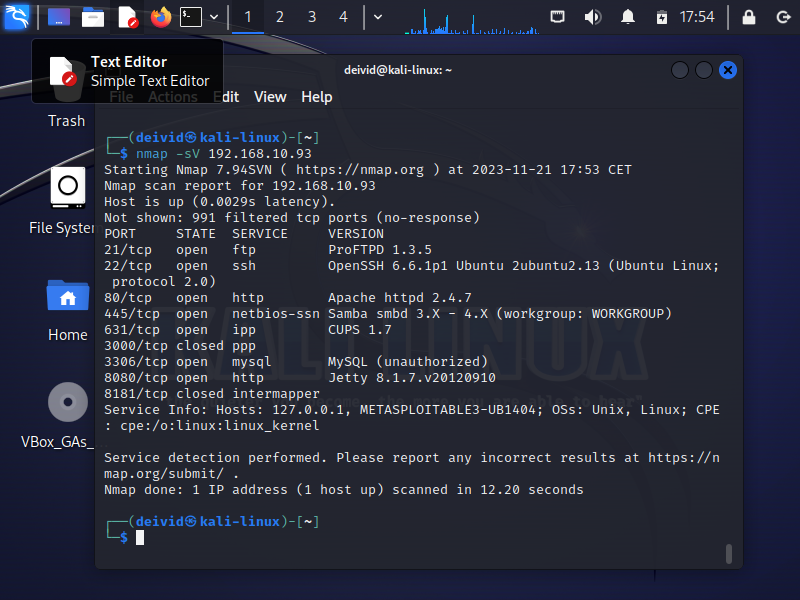 1 2 3 4 17:54
Text Editor
Simple Text Editor
deivid@kali-linux: ~
File Actions Edit View Help
Trash
File System
Home
VBox_GAs_...
┌──(deivid㉿kali-linux)-[~]
└─$ nmap -sV 192.168.10.93
Starting Nmap 7.94SVN ( https://nmap.org ) at 2023-11-21 17:53 CET
Nmap scan report for 192.168.10.93
Host is up (0.0029s latency).
Not shown: 991 filtered tcp ports (no-response)
PORT STATE SERVICE VERSION
21/tcp open ftp ProFTPD 1.3.5
22/tcp open ssh OpenSSH 6.6.1p1 Ubuntu 2ubuntu2.13 (Ubuntu Linux;
protocol 2.0)
80/tcp open http Apache httpd 2.4.7
445/tcp open netbios-ssn Samba smbd 3.X - 4.X (workgroup: WORKGROUP)
631/tcp open ipp CUPS 1.7
3000/tcp closed ppp
3306/tcp open mysql MySQL (unauthorized)
8080/tcp open http Jetty 8.1.7.v20120910
8181/tcp closed intermapper
Service Info: Hosts: 127.0.0.1, METASPLOITABLE3-UB1404; OSs: Unix, Linux; CPE
: cpe:/o:linux:linux_kernel
Service detection performed. Please report any incorrect results at https://n
map.org/submit/ .
Nmap done: 1 IP address (1 host up) scanned in 12.20 seconds
┌──(deivid㉿kali-linux)-[~]
└─$
KALI LINUX